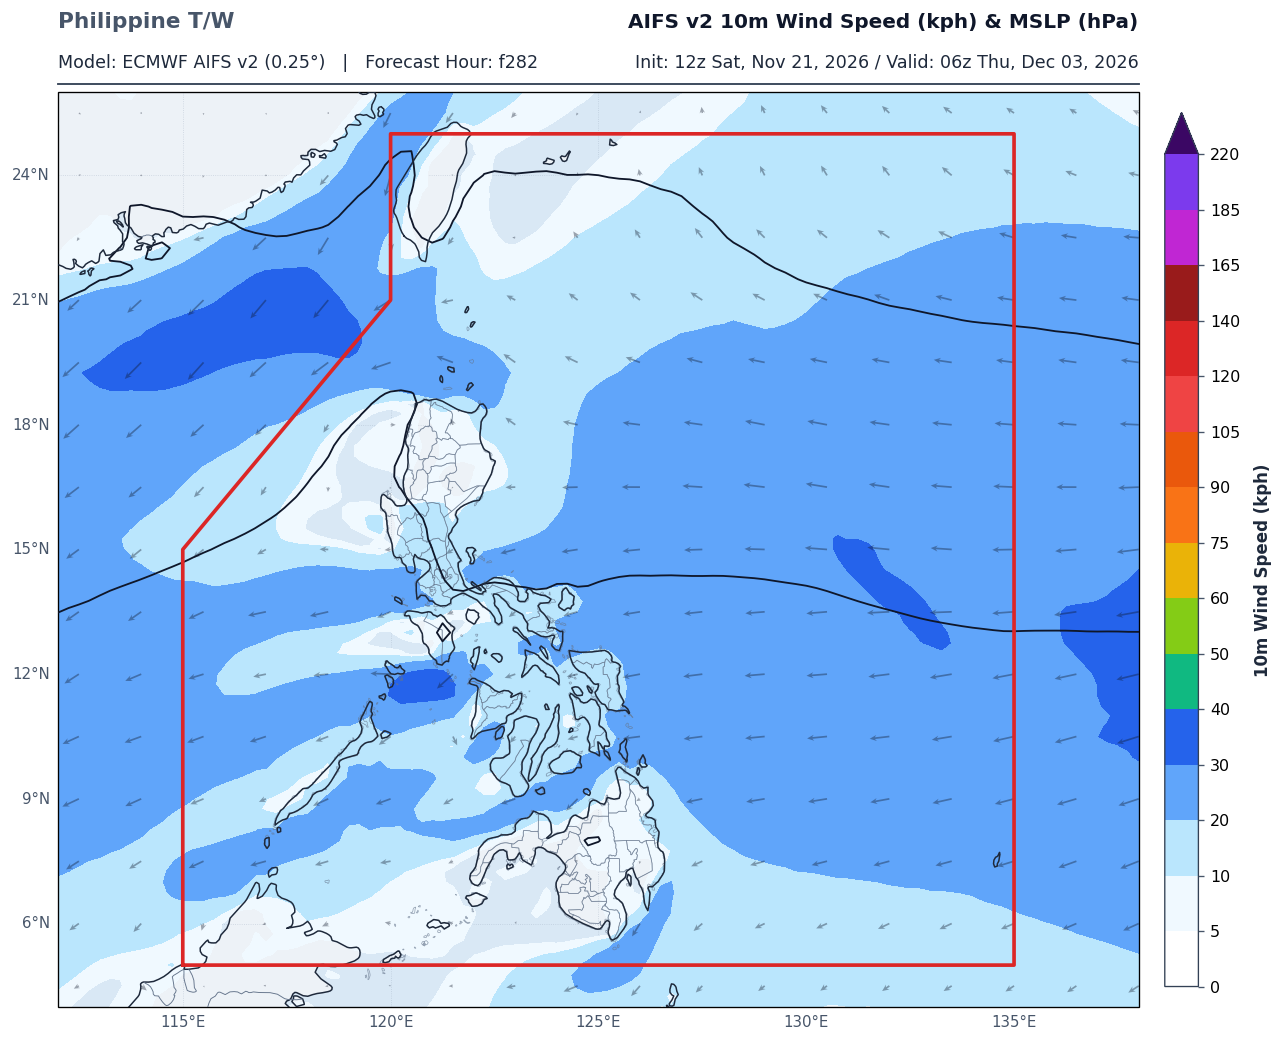 Philippine T/W
AIFS v2 10m Wind Speed (kph) & MSLP (hPa)
Model: ECMWF AIFS v2 (0.25°) | Forecast Hour: f282
Init: 12z Sat, Nov 21, 2026 / Valid: 06z Thu, Dec 03, 2026
24°N
21°N
18°N
15°N
12°N
9°N
6°N
115°E
120°E
125°E
130°E
135°E
220
185
165
140
120
105
90
75
60
50
40
30
20
10
5
0
10m Wind Speed (kph)